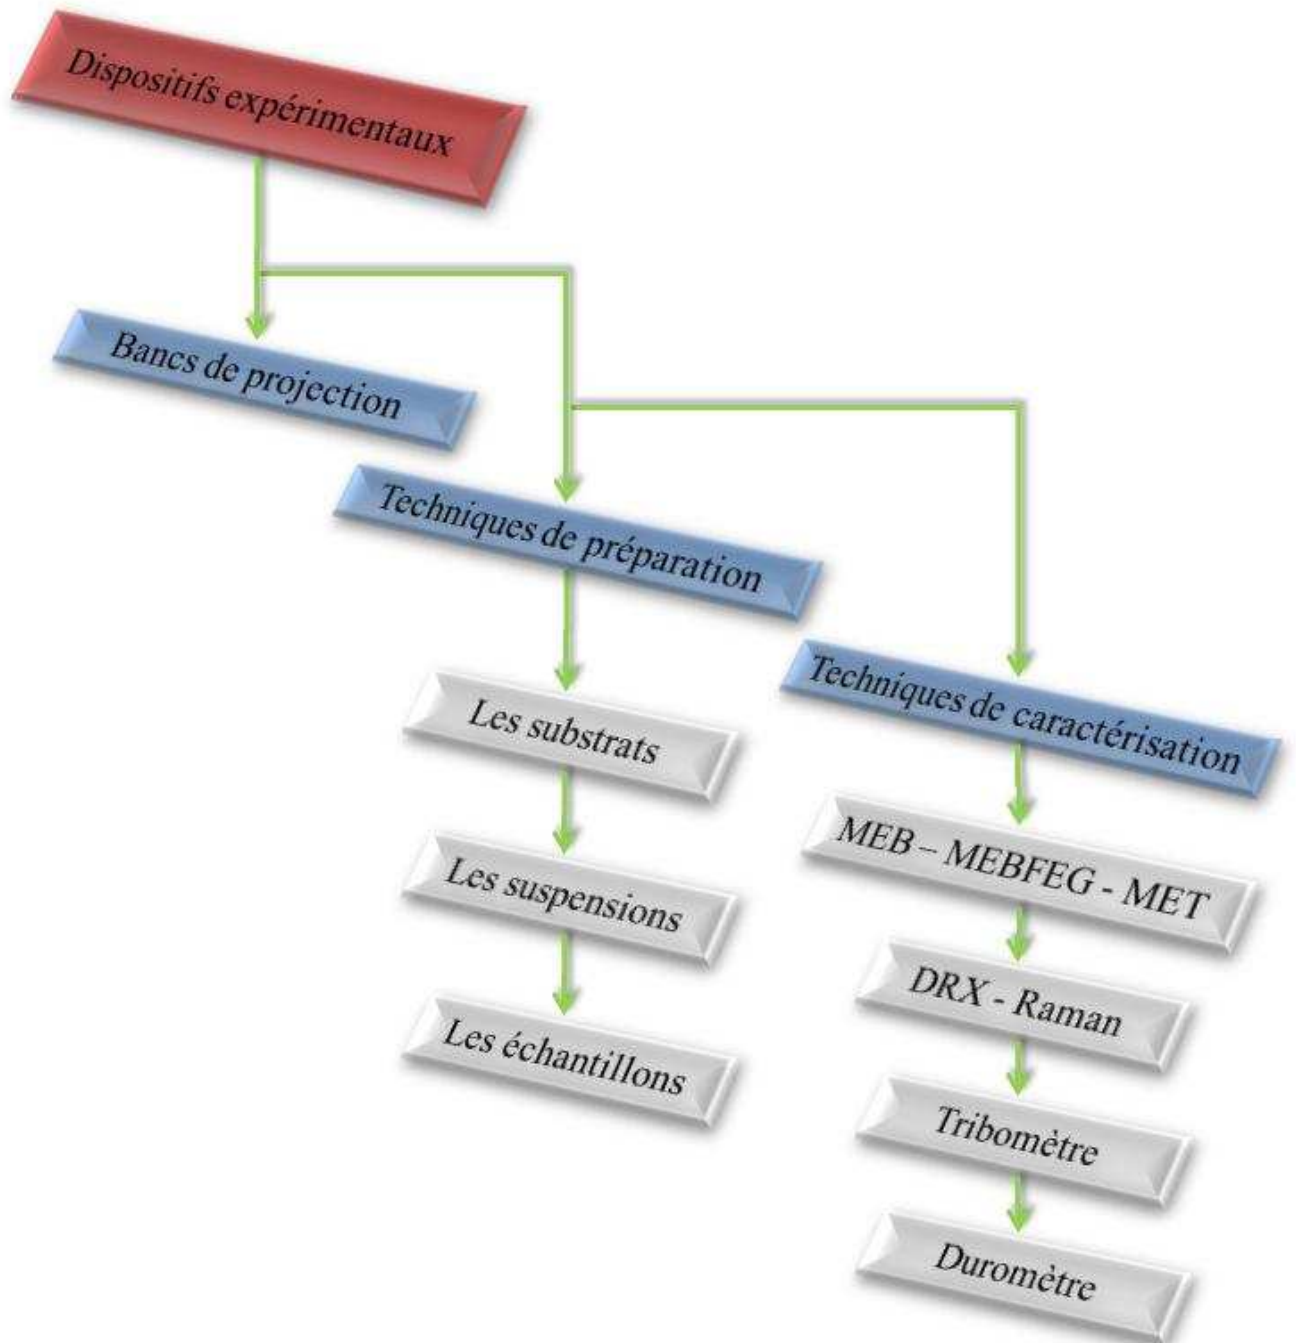 Dispositifs expérimentaux
Bancs de projection
Techniques de préparation
Les substrats
Les suspensions
Les échantillons
Techniques de caractérisation
MEB – MEBFEG - MET
DRX - Raman
Tribomètre
Duromètre